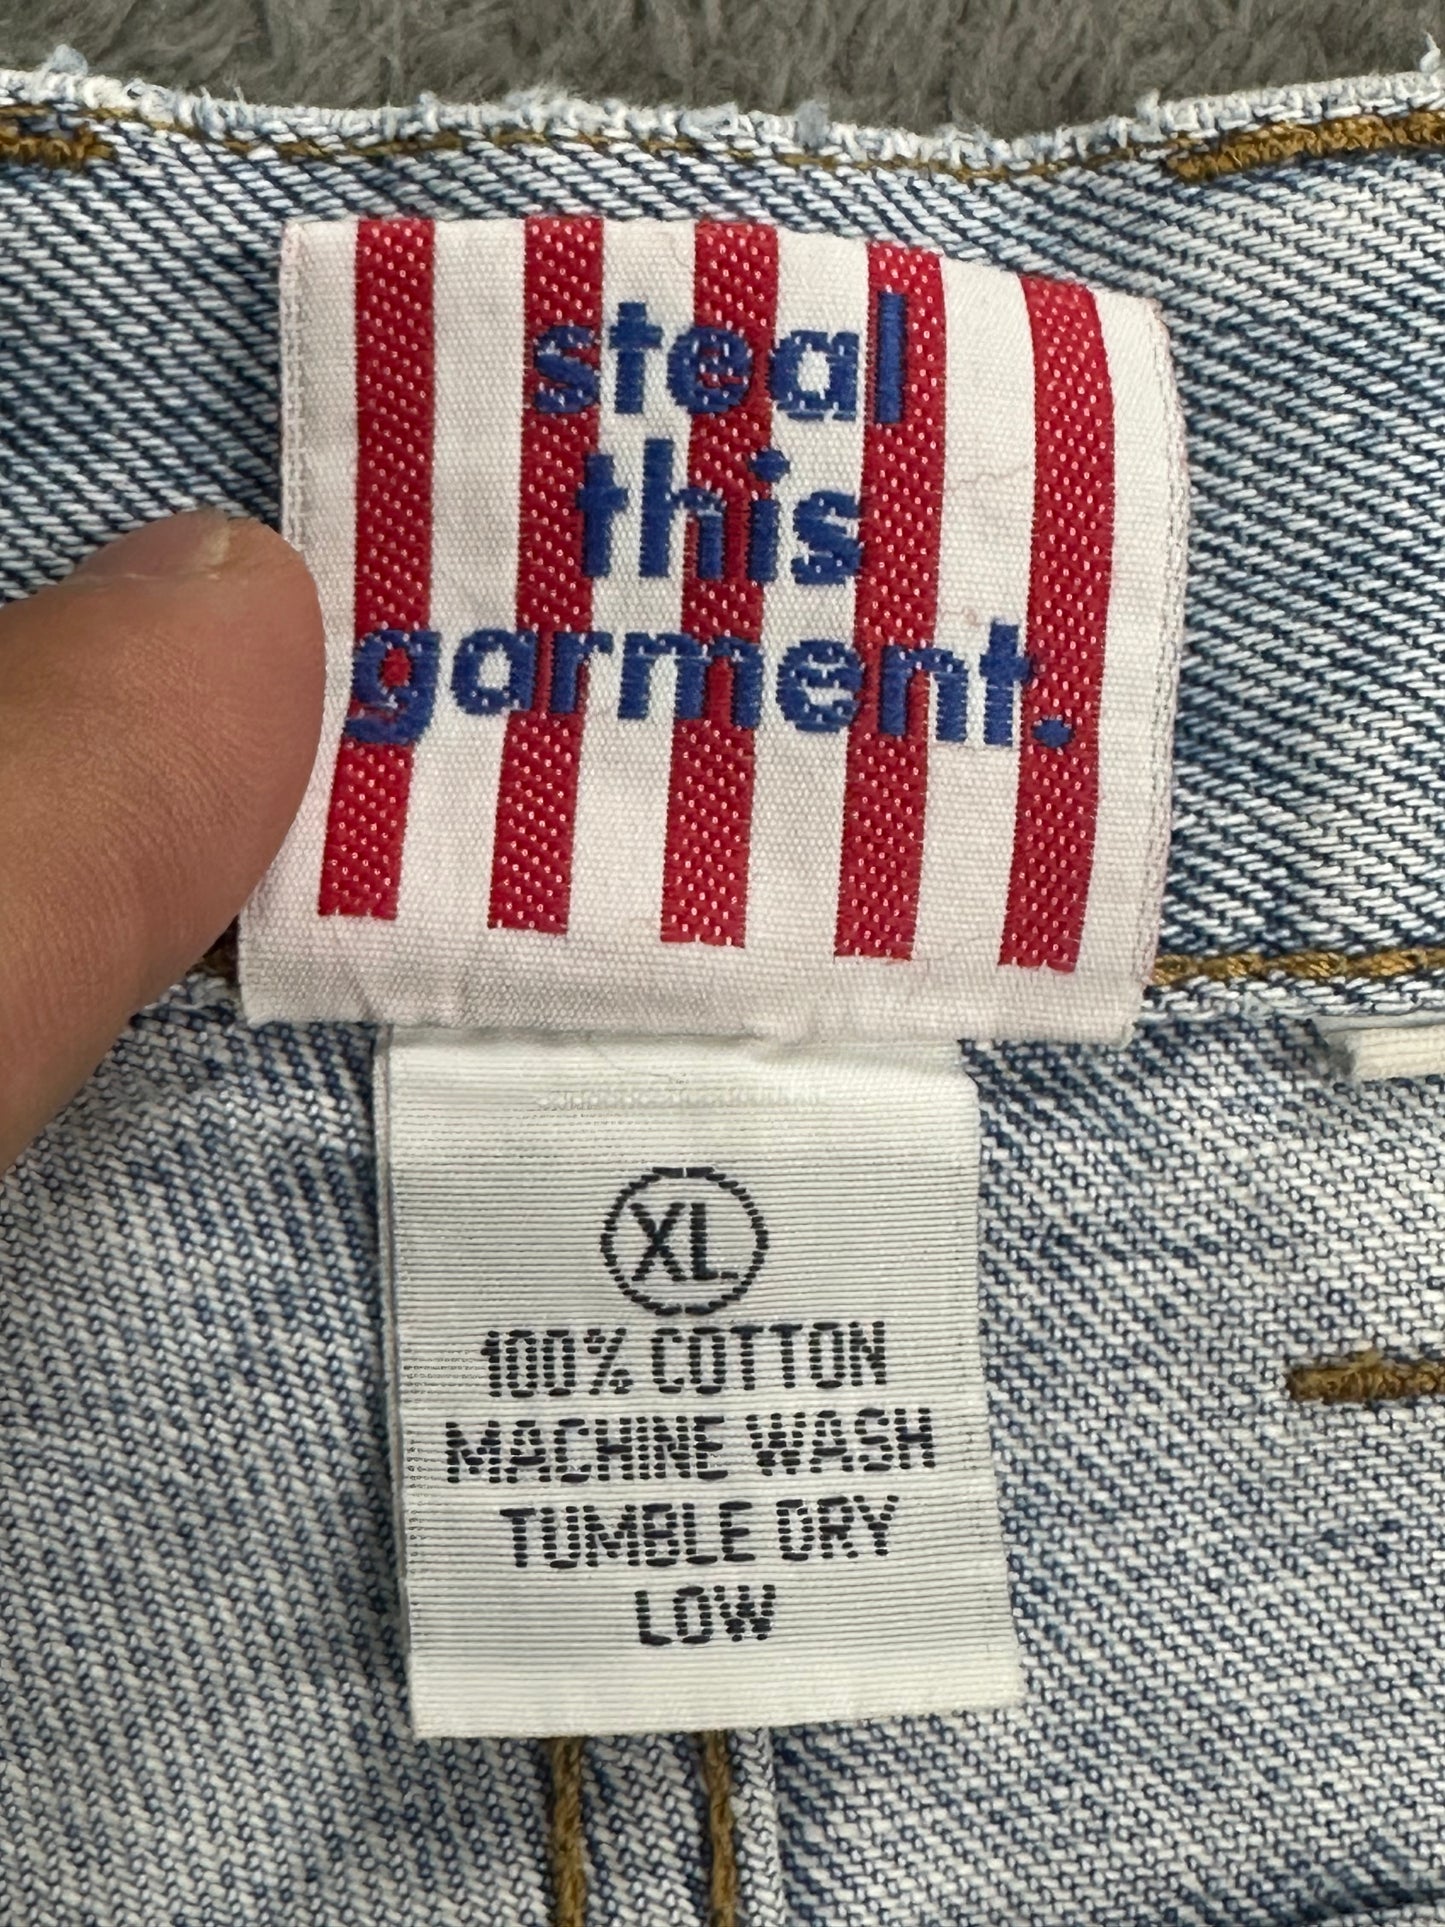 steal
this
garment.
XL
100% COTTON
MACHINE WASH
TUMBLE DRY
LOW